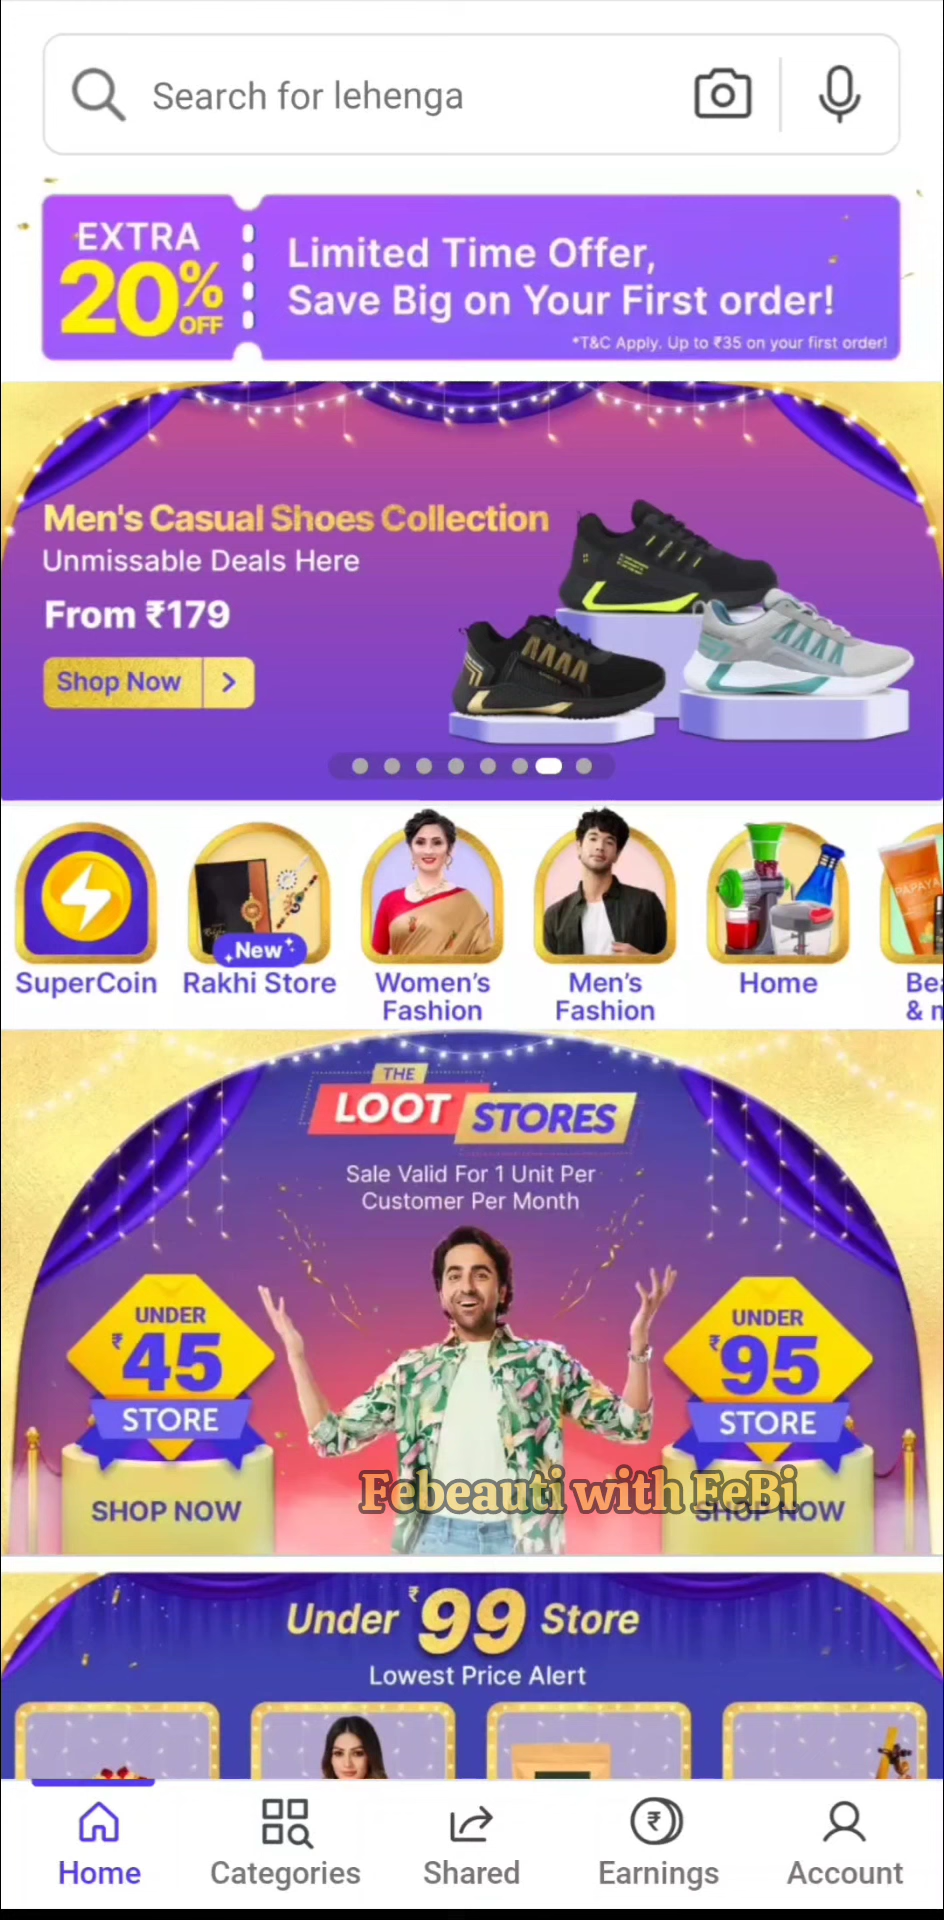 Search for lehenga
EXTRA
20%
OFF
Limited Time Offer,
Save Big on Your First order!
*T&C Apply. Up to ₹35 on your first order!
Men's Casual Shoes Collection
Unmissable Deals Here
From ₹179
Shop Now
New
SuperCoin
Rakhi Store
Women's
Fashion
Men's
Fashion
Home
Be
& m
PAPAYA
THE
LOOT STORES
Sale Valid For 1 Unit Per
Customer Per Month
UNDER
₹45
STORE
SHOP NOW
UNDER
₹95
STORE
SHOP NOW
Febeauti with FeBi
Under ₹99 Store
Lowest Price Alert
Home
Categories
Shared
Earnings
Account